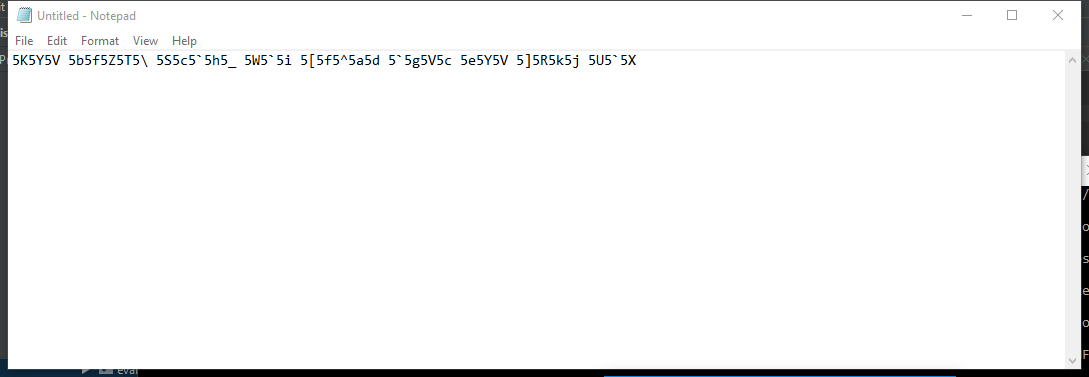 Untitled - Notepad
File Edit Format View Help
5K5Y5V 5b5f5Z5T5\ 5S5c5`5h5_ 5W5`5i 5[5f5^5a5d 5`5g5V5c 5e5Y5V 5]5R5k5j 5U5`5X
eval